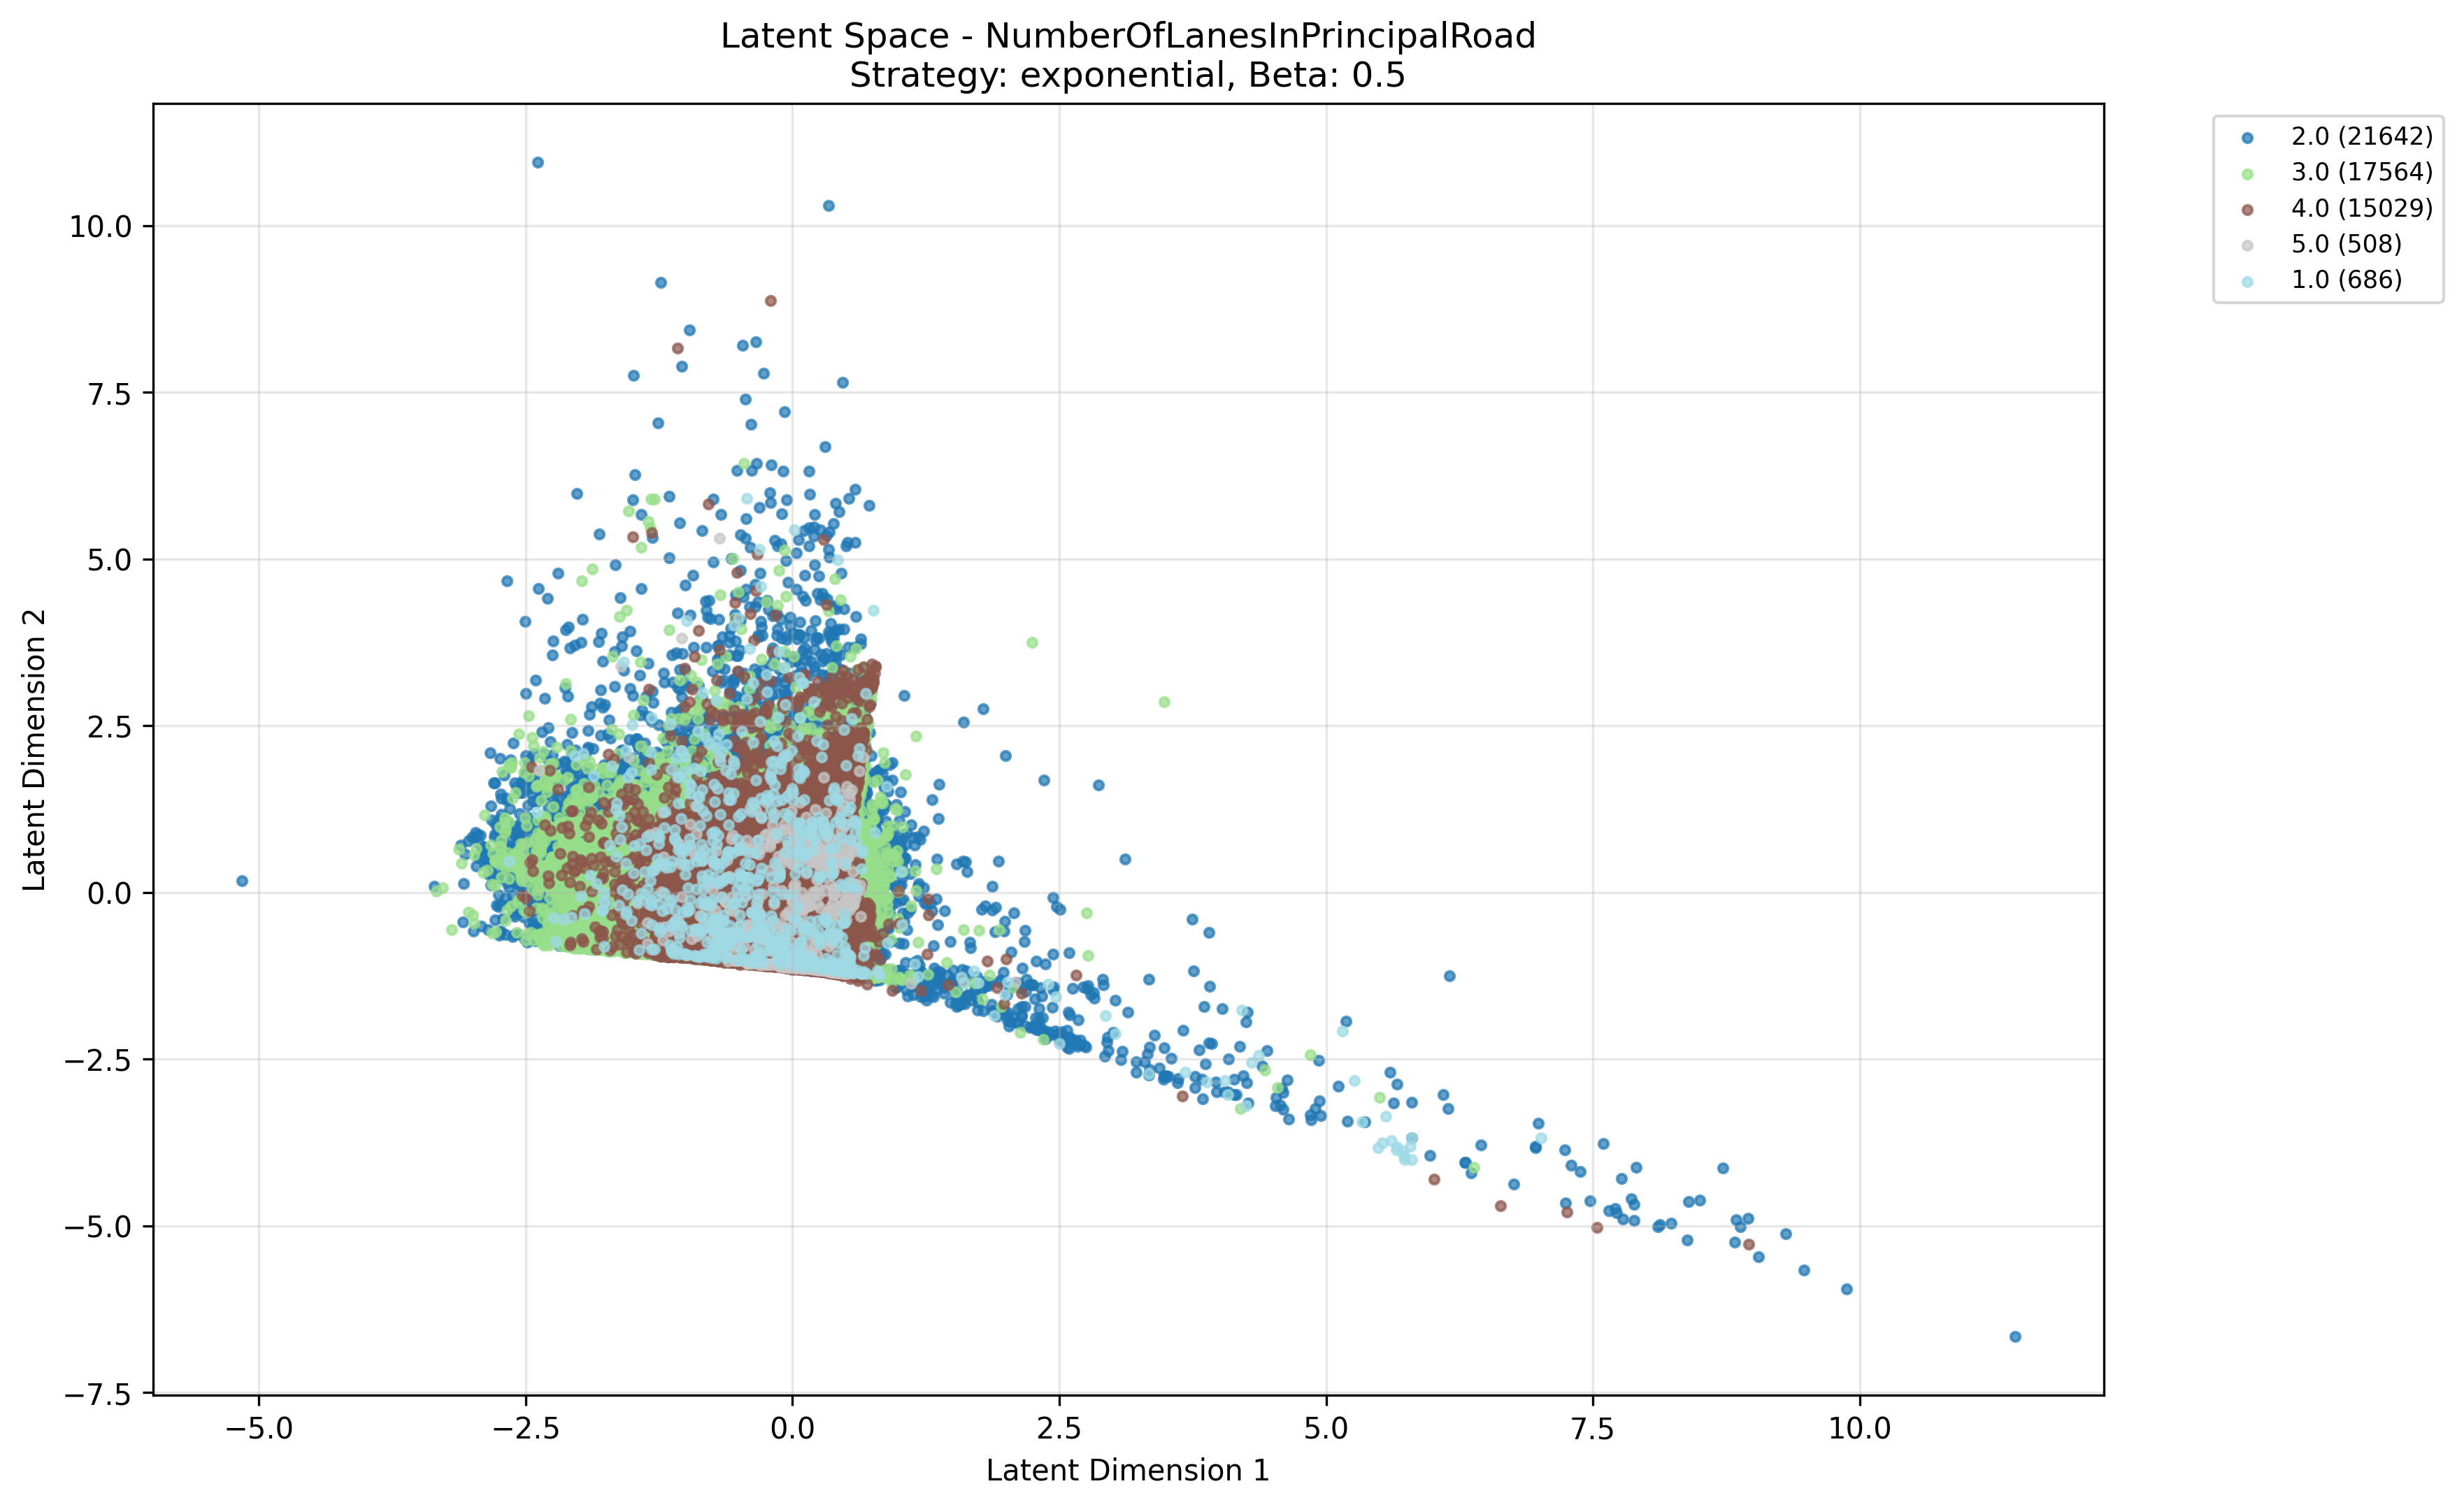 Latent Space - NumberOfLanesInPrincipalRoad
Strategy: exponential, Beta: 0.5
2.0 (21642)
3.0 (17564)
4.0 (15029)
5.0 (508)
1.0 (686)
Latent Dimension 2
10.0
7.5
5.0
2.5
0.0
−2.5
−5.0
−7.5
−5.0 −2.5 0.0 2.5 5.0 7.5 10.0
Latent Dimension 1